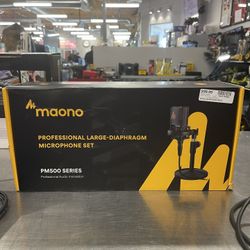 maono
PROFESSIONAL LARGE-DIAPHRAGM
MICROPHONE SET
PM500 SERIES